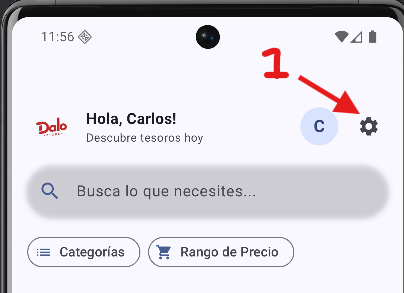 11:56
1
Hola, Carlos!
Dalo
Descubre tesoros hoy
C
Busca lo que necesites...
Categorías
Rango de Precio